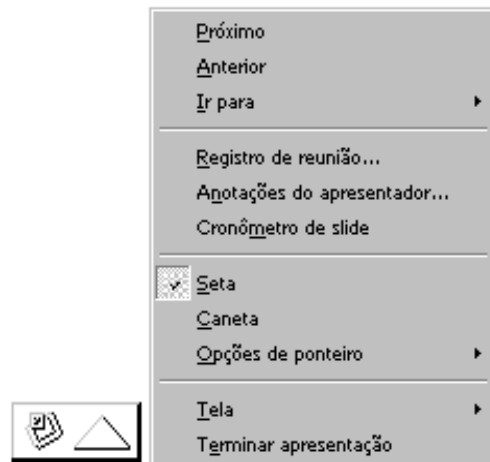 Próximo
Anterior
Ir para
Registro de reunião...
Anotações do apresentador...
Cronômetro de slide
Seta
Caneta
Opções de ponteiro
Tela
Terminar apresentação